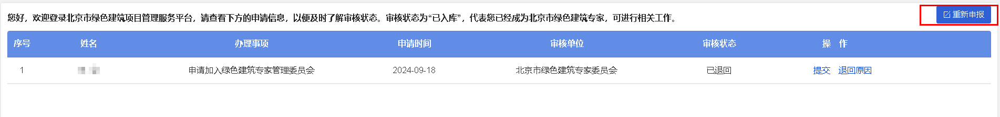 您好，欢迎登录北京市绿色建筑项目管理服务平台，请查看下方的申请信息，以便及时了解审核状态。审核状态为“已入库”，代表您已经成为北京市绿色建筑专家，可进行相关工作。 重新申报
序号 姓名 办理事项 申请时间 审核单位 审核状态 操 作
1 申请加入绿色建筑专家管理委员会 2024-09-18 北京市绿色建筑专家委员会 已退回 提交 退回原因